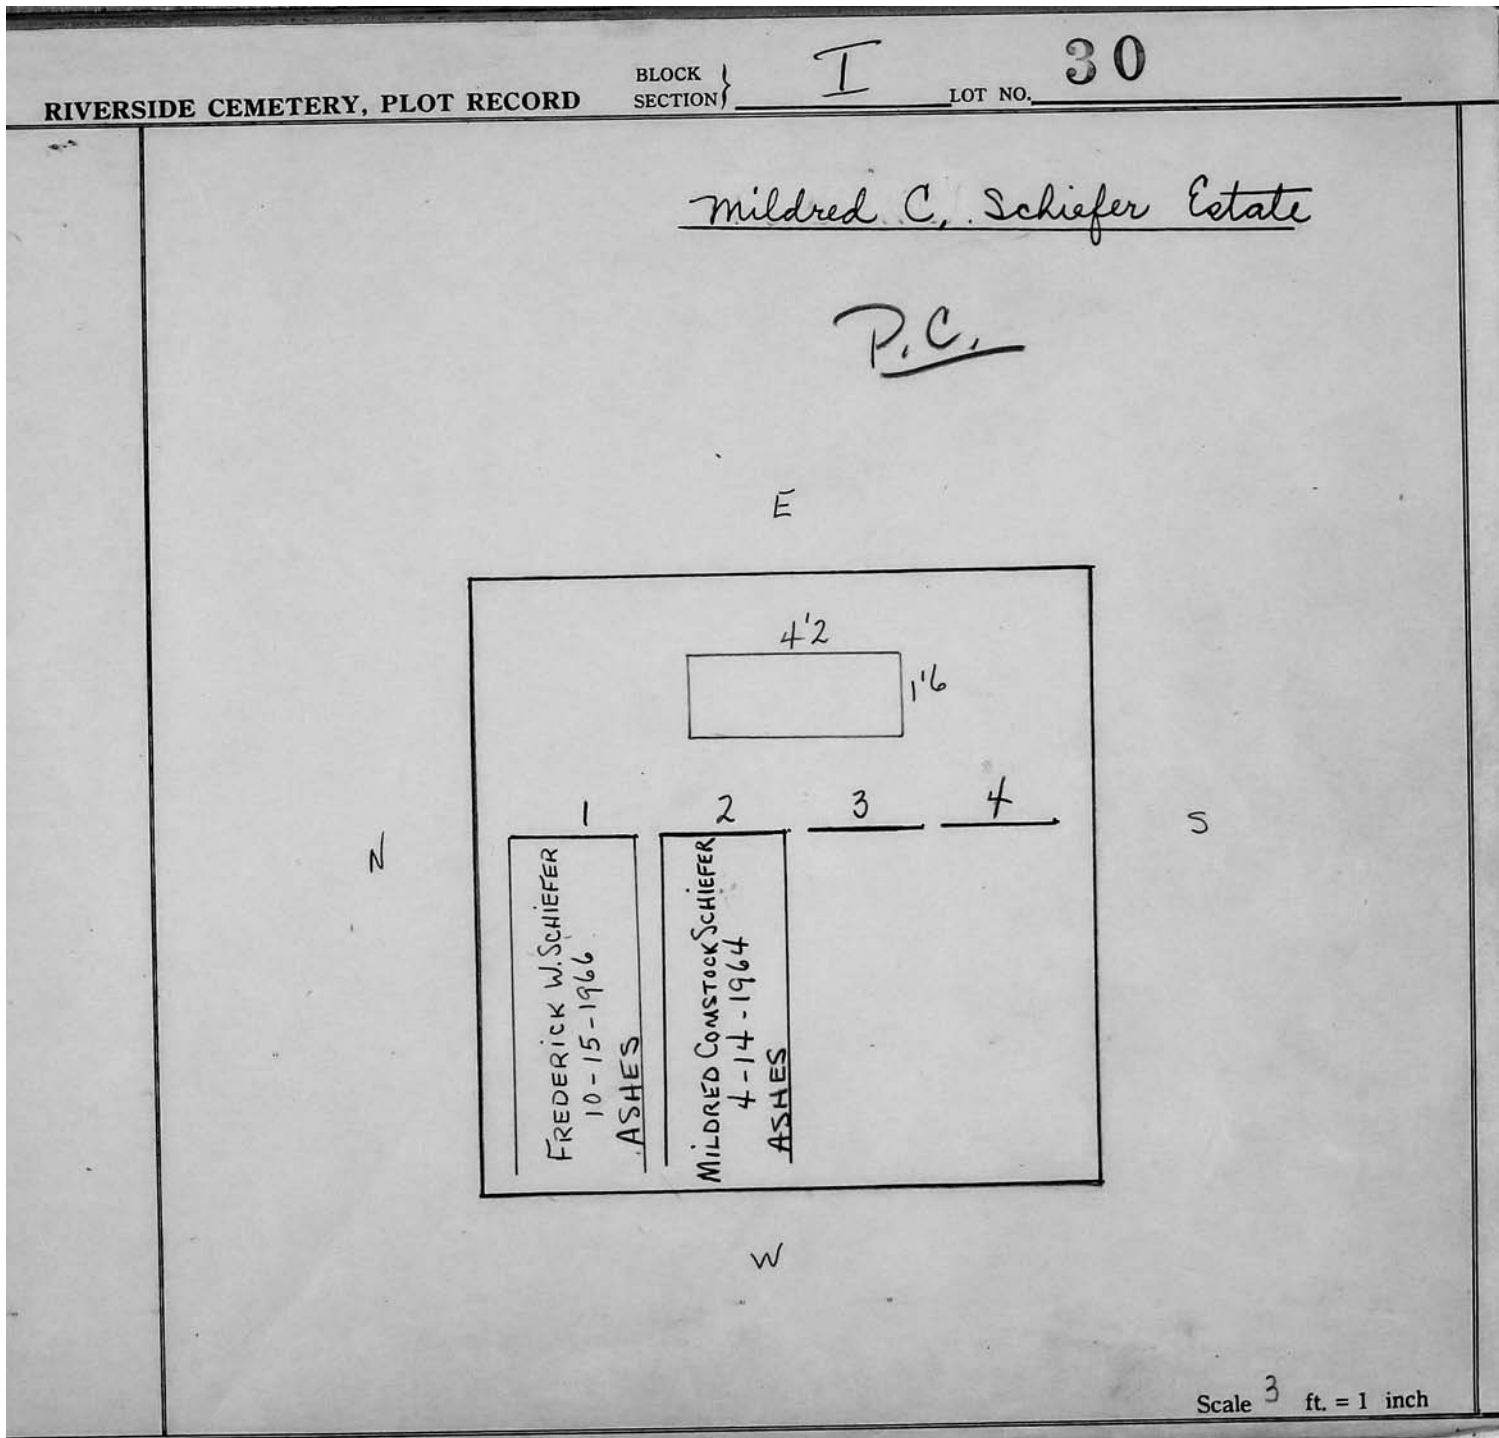 RIVERSIDE CEMETERY, PLOT RECORD BLOCK SECTION } I LOT NO. 30
Mildred C. Schiefer Estate
P.C.
E
4'2
1'6
1 2 3 4
N
S
FREDERICK W. SCHIEFER
10-15-1966
ASHES
MILDRED COMSTOCK SCHIEFER
4-14-1964
ASHES
W
Scale 3 ft. = 1 inch